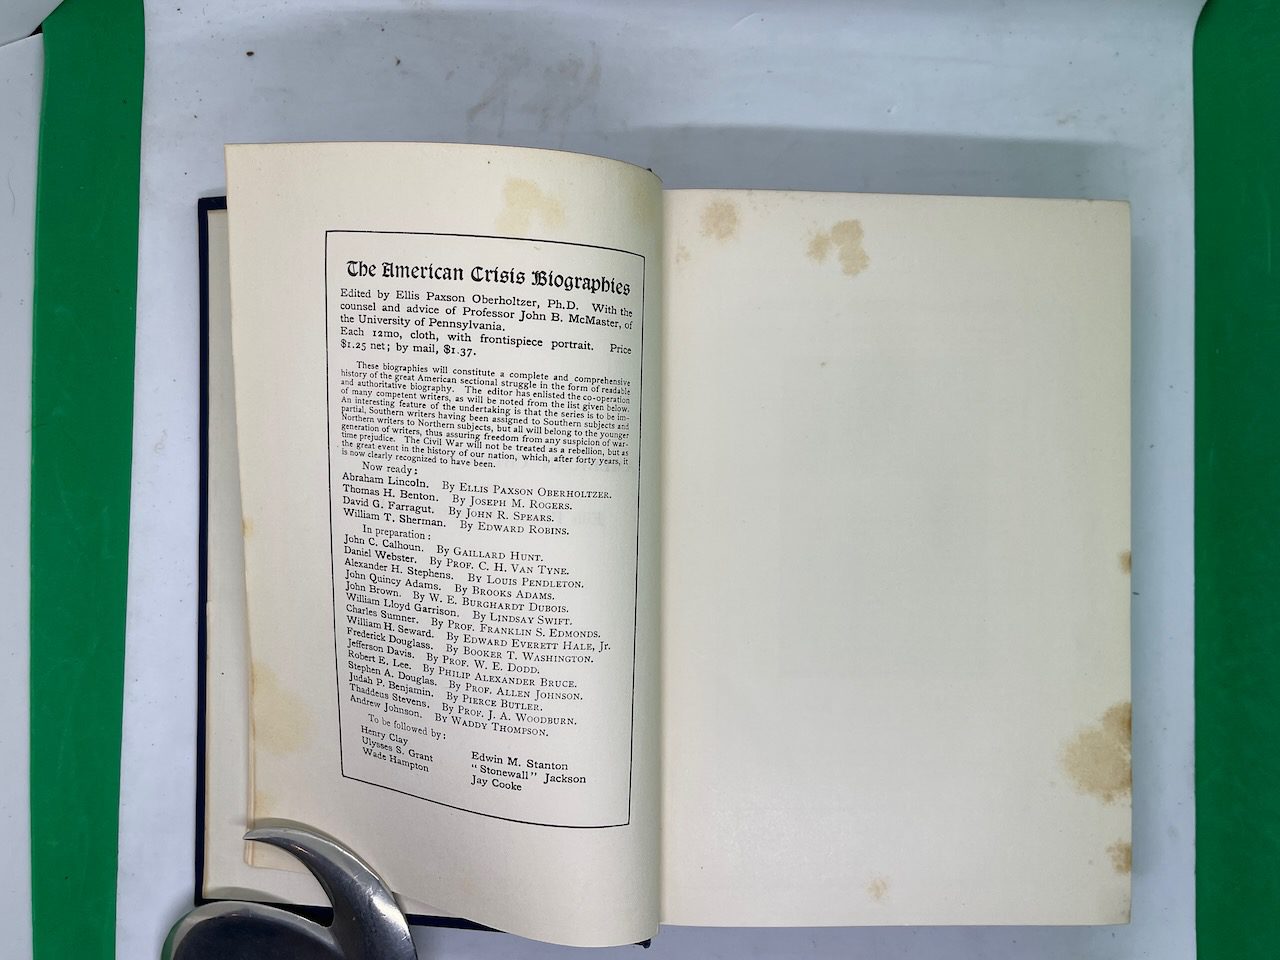 The American Crisis Biographies
Edited by Ellis Paxson Oberholtzer, Ph.D. With the
counsel and advice of Professor John B. McMaster, of
the University of Pennsylvania.
Each 12mo, cloth, with frontispiece portrait. Price
$1.25 net; by mail, $1.37.
These biographies will constitute a complete and comprehensive
history of the great American sectional struggle in the form of readable
and authoritative biography. The editor has enlisted the co-operation
of many competent writers, as will be noted from the list given below.
An interesting feature of the undertaking is that the series is to be im-
partial, Southern writers having been assigned to Southern subjects and
Northern writers to Northern subjects, but all will belong to the younger
generation of writers, thus assuring freedom from any suspicion of war-
time prejudice. The Civil War will not be treated as a rebellion, but as
the great event in the history of our nation, which, after forty years, it
is now clearly recognized to have been.
Now ready:
Abraham Lincoln. By ELLIS PAXSON OBERHOLTZER.
Thomas H. Benton. By JOSEPH M. ROGERS.
David G. Farragut. By JOHN R. SPEARS.
William T. Sherman. By EDWARD ROBINS.
In preparation:
John C. Calhoun. By GAILLARD HUNT.
Daniel Webster. By PROF. C. H. VAN TYNE.
Alexander H. Stephens. BY LOUIS PENDLETON.
John Quincy Adams. By BROOKS ADAMS.
John Brown. By W. E. BURGHARDT DUBOIS.
William Lloyd Garrison. By LINDSAY SWIFT.
Charles Sumner. By PROF. FRANKLIN S. EDMONDS.
William H. Seward. By EDWARD EVERETT HALE, Jr.
Frederick Douglass. By BOOKER T. WASHINGTON.
Jefferson Davis. By PROF. W. E. DODD.
Robert E. Lee. By PHILIP ALEXANDER BRUCE.
Stephen A. Douglas. By PROF. ALLEN JOHNSON.
Judah P. Benjamin. By PIERCE BUTLER.
Thaddeus Stevens. By PROF. J. A. WOODBURN.
Andrew Johnson. By WADDY THOMPSON.
To be followed by:
Henry Clay
Ulysses S. Grant
Wade Hampton
Edwin M. Stanton
"Stonewall" Jackson
Jay Cooke